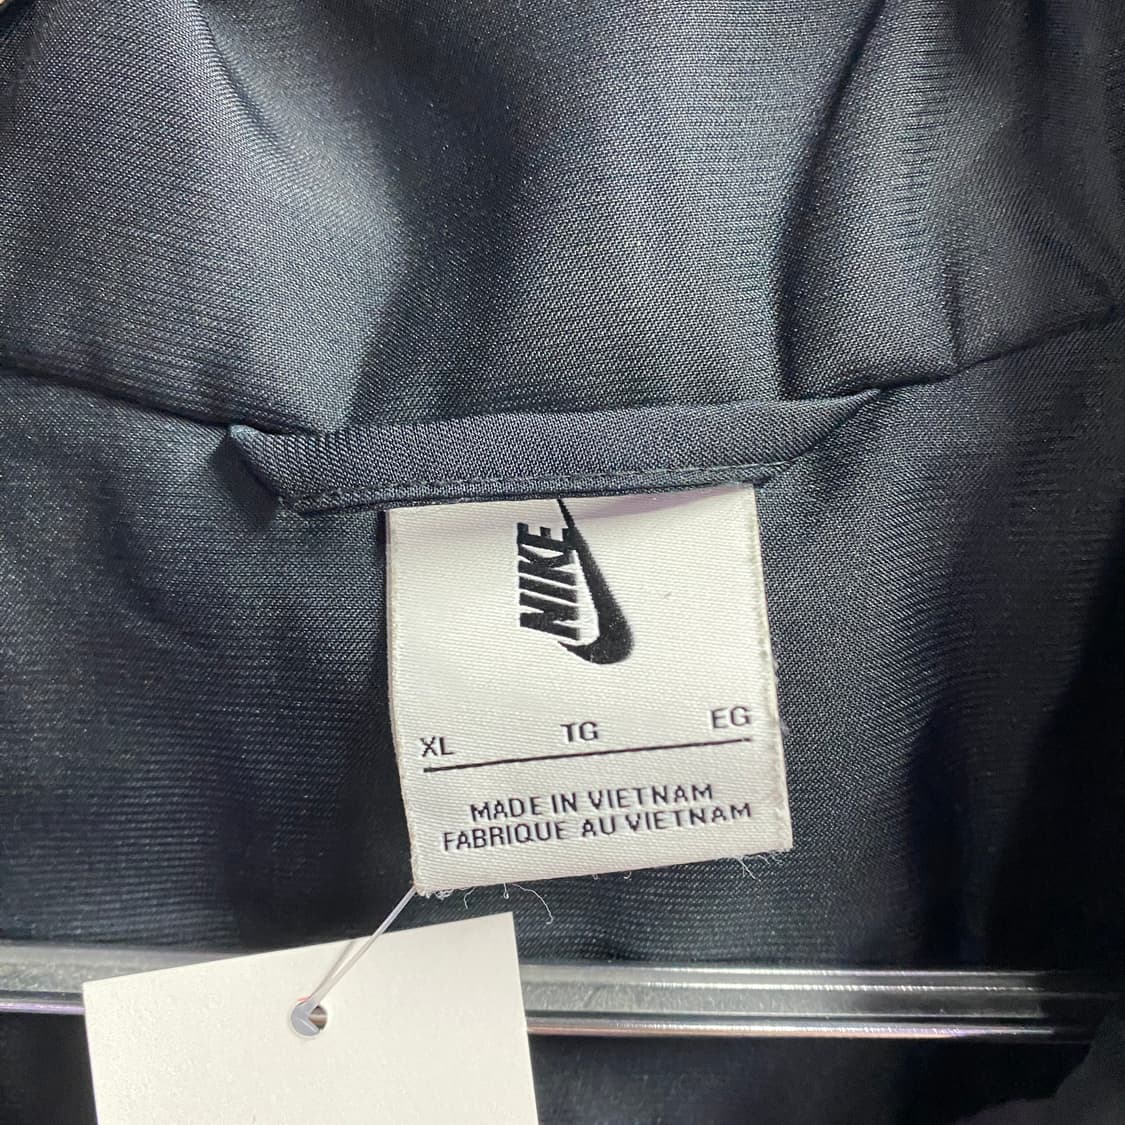 NIKE
XL TG EG
MADE IN VIETNAM
FABRIQUE AU VIETNAM